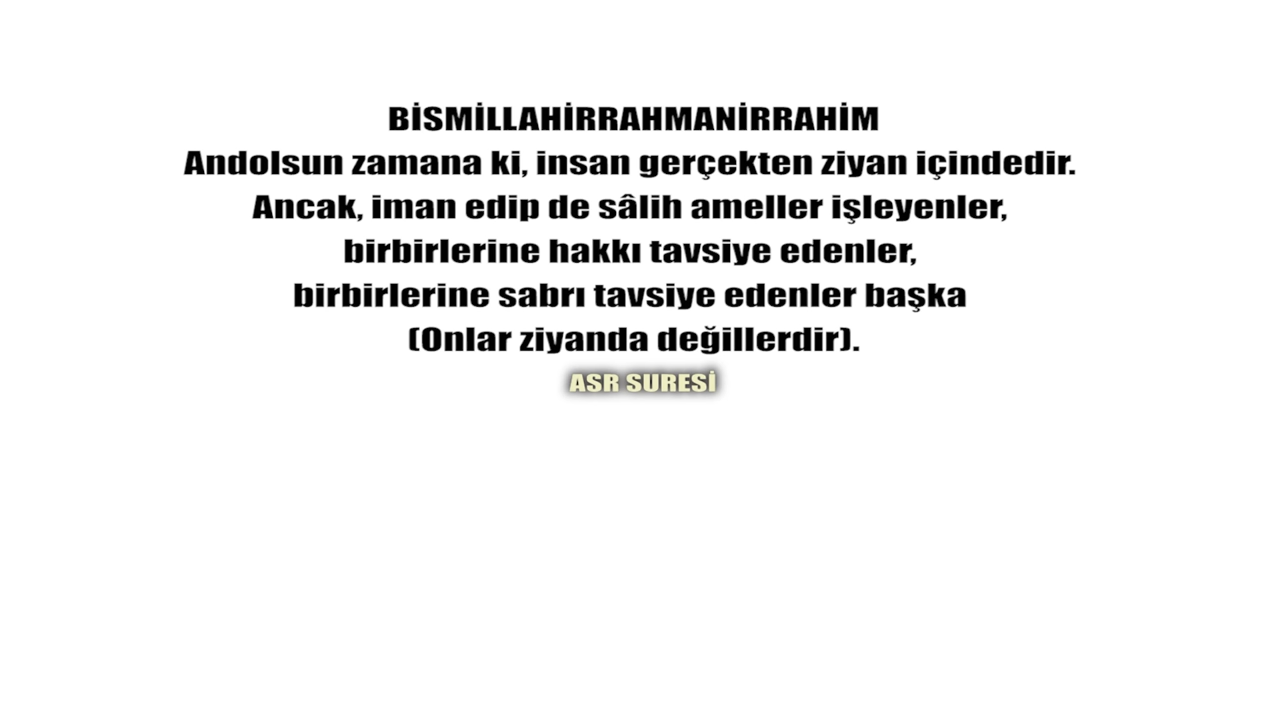 BİSMİLLAHİRRAHMANİRRAHİM
Andolsun zamana ki, insan gerçekten ziyan içindedir.
Ancak, iman edip de sâlih ameller işleyenler,
birbirlerine hakkı tavsiye edenler,
birbirlerine sabrı tavsiye edenler başka
(Onlar ziyanda değillerdir).
ASR SURESİ